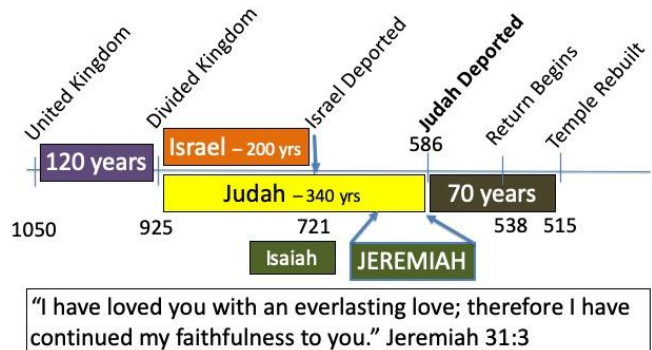 United Kingdom
Divided Kingdom
Israel Deported
Judah Deported
Return Begins
Temple Rebuilt
586
120 years
Israel – 200 yrs
Judah – 340 yrs
70 years
1050
925
721
538
515
Isaiah
JEREMIAH
“I have loved you with an everlasting love; therefore I have
continued my faithfulness to you.” Jeremiah 31:3